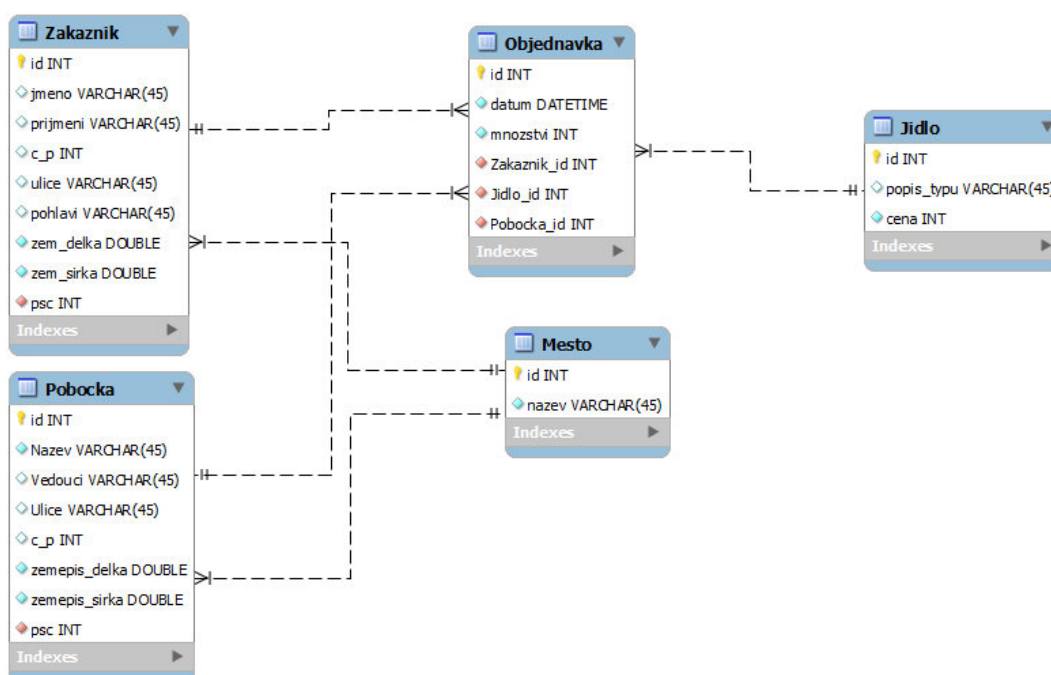 Zakaznik
id INT
jmeno VARCHAR(45)
prijmeni VARCHAR(45)
c_p INT
ulice VARCHAR(45)
pohlavi VARCHAR(45)
zem_delka DOUBLE
zem_sirka DOUBLE
psc INT
Indexes
Pobocka
id INT
Nazev VARCHAR(45)
Vedouci VARCHAR(45)
Ulice VARCHAR(45)
c_p INT
zemepis_delka DOUBLE
zemepis_sirka DOUBLE
psc INT
Indexes
Objednavka
id INT
datum DATETIME
mnozstvi INT
Zakaznik_id INT
Jidlo_id INT
Pobocka_id INT
Indexes
Mesto
id INT
nazev VARCHAR(45)
Indexes
Jidlo
id INT
popis_typu VARCHAR(45)
cena INT
Indexes